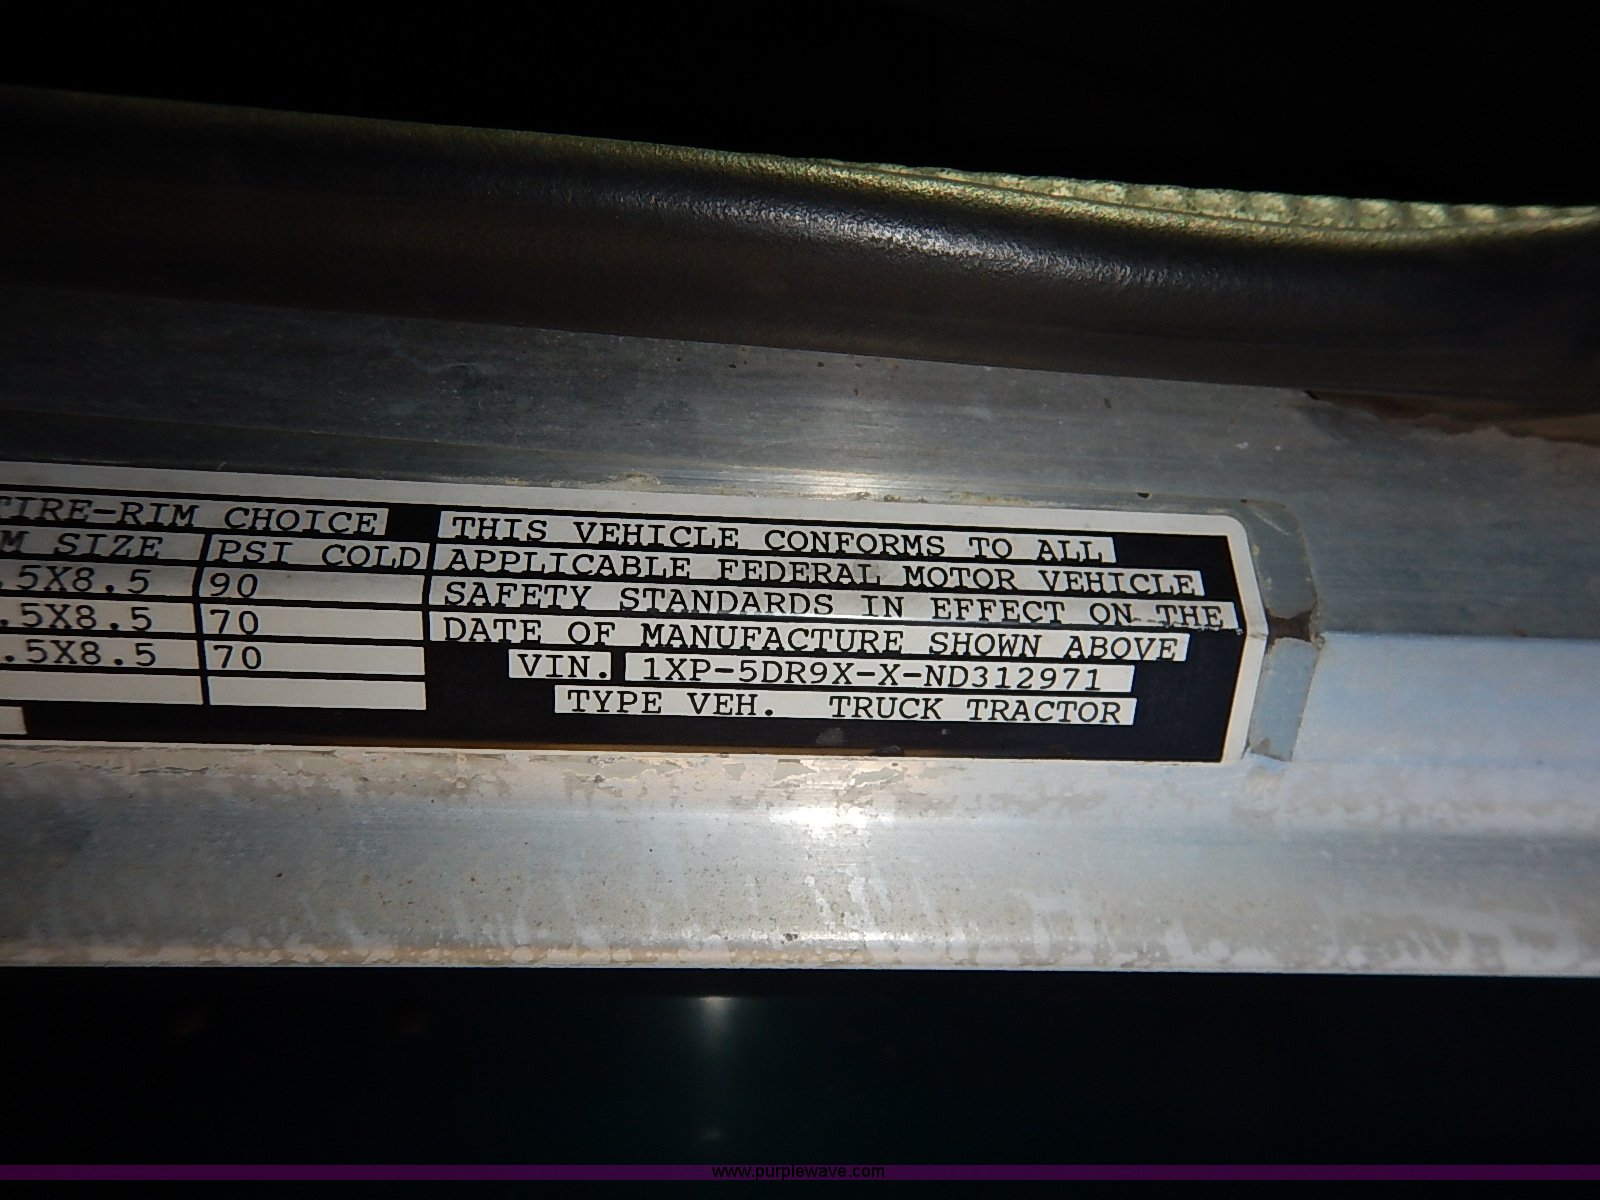 TIRE-RIM CHOICE
M SIZE PSI COLD
.5X8.5 90
.5X8.5 70
.5X8.5 70
THIS VEHICLE CONFORMS TO ALL
APPLICABLE FEDERAL MOTOR VEHICLE
SAFETY STANDARDS IN EFFECT ON THE
DATE OF MANUFACTURE SHOWN ABOVE
VIN. 1XP-5DR9X-X-ND312971
TYPE VEH. TRUCK TRACTOR
www.purplewave.com